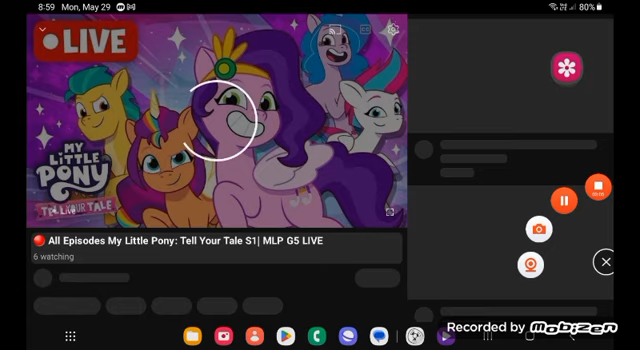 8:59 Mon, May 29
80%
LIVE
MY
LITTLE
PONY
TELL YOUR TALE
🔴 All Episodes My Little Pony: Tell Your Tale S1| MLP G5 LIVE
6 watching
Recorded by Mobizen